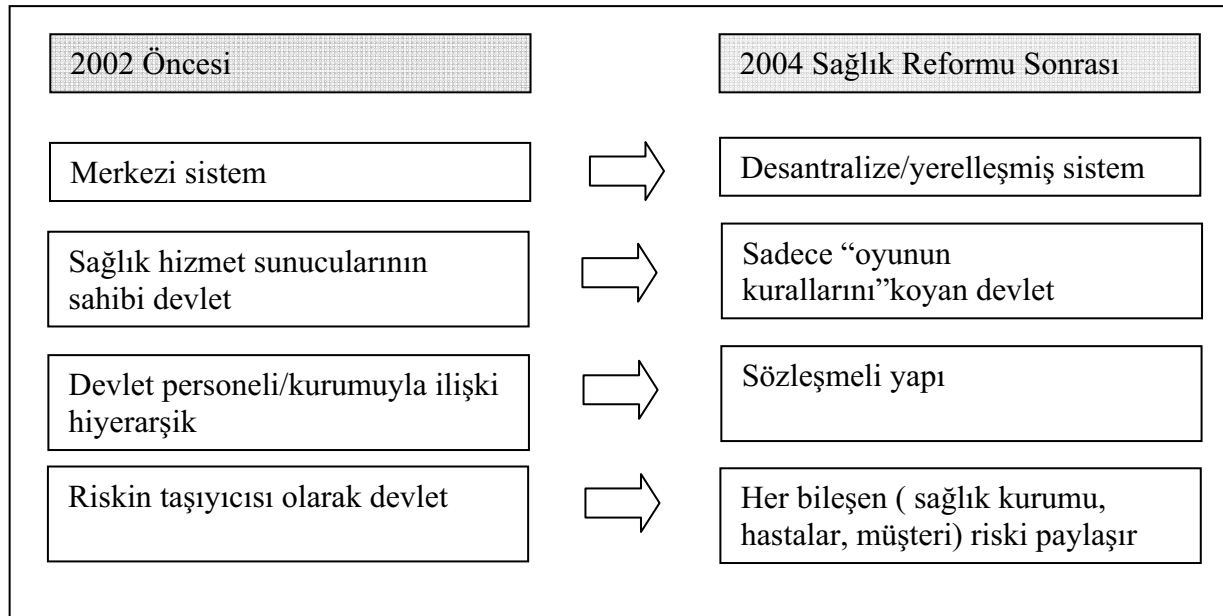 2002 Öncesi
2004 Sağlık Reformu Sonrası
Merkezi sistem
Desantralize/yerelleşmiş sistem
Sağlık hizmet sunucularının
sahibi devlet
Sadece “oyunun
kurallarını”koyan devlet
Devlet personeli/kurumuyla ilişki
hiyerarşik
Sözleşmeli yapı
Riskin taşıyıcısı olarak devlet
Her bileşen ( sağlık kurumu,
hastalar, müşteri) riski paylaşır